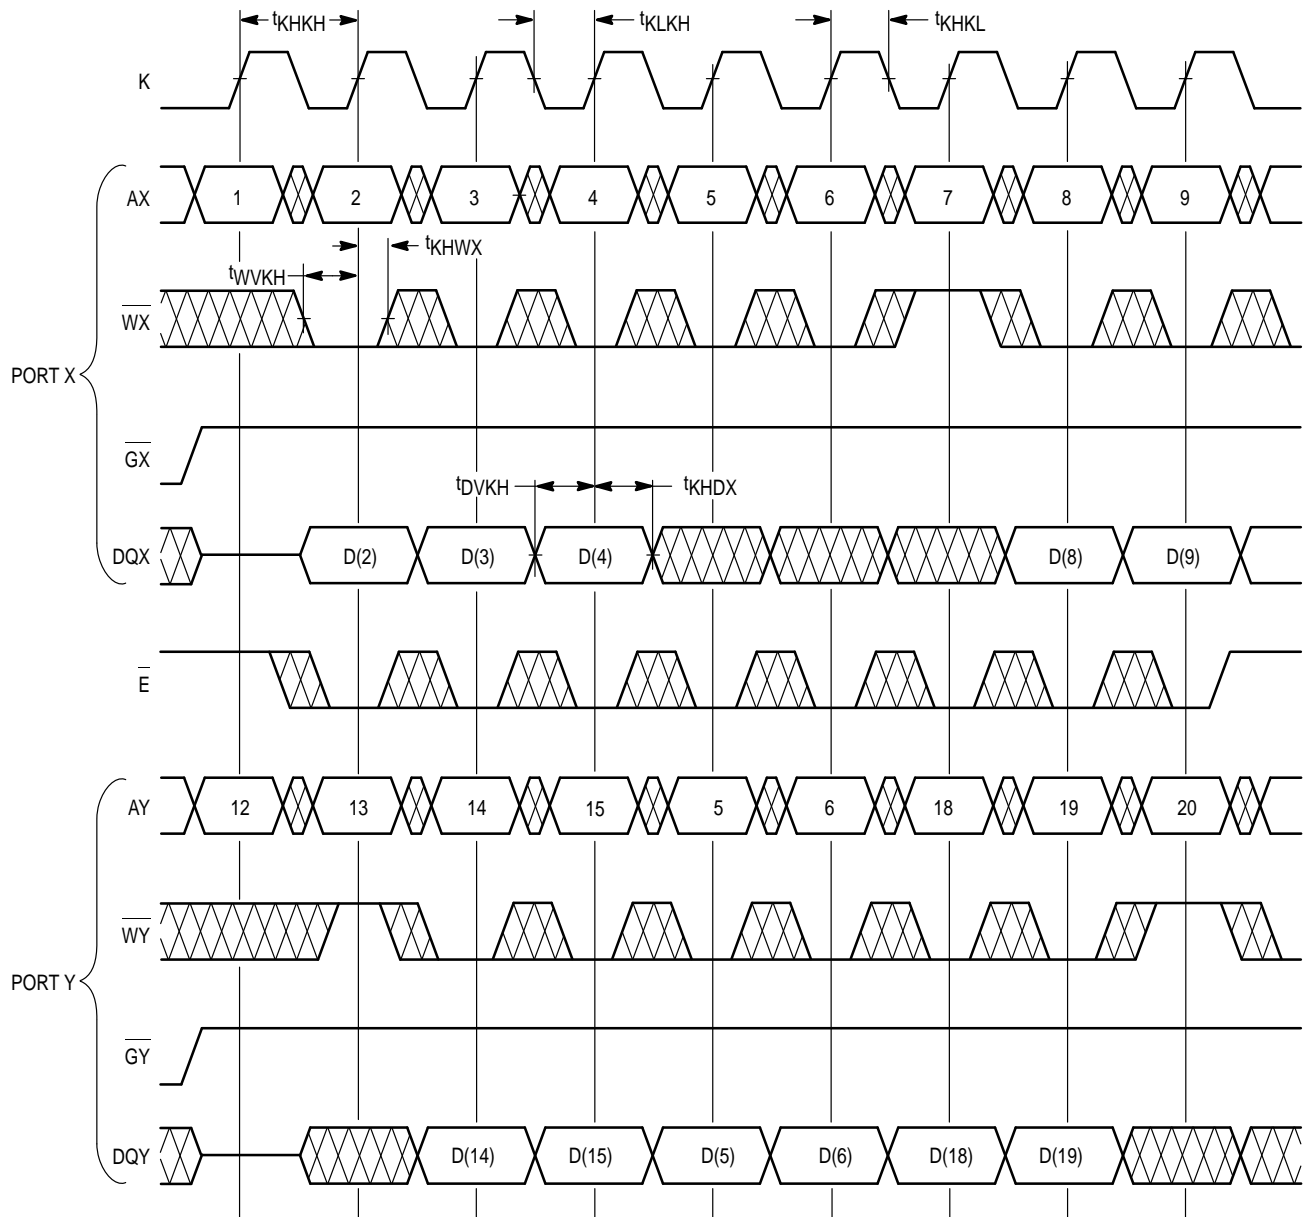 tKHKH tKLKH tKHKL
K
AX 1 2 3 4 5 6 7 8 9
tWVKH tKHWX
WX
PORT X
GX
tDVKH tKHDX
DQX D(2) D(3) D(4) D(8) D(9)
E
AY 12 13 14 15 5 6 18 19 20
WY
PORT Y
GY
DQY D(14) D(15) D(5) D(6) D(18) D(19)